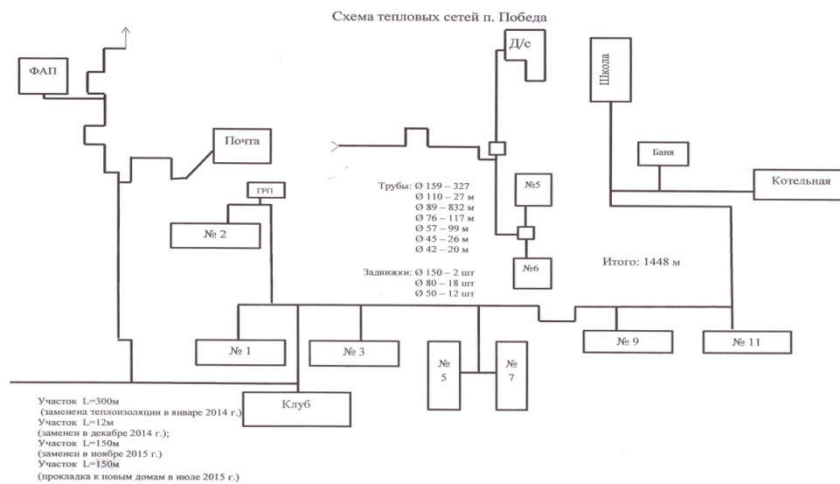 Схема тепловых сетей п. Победа
Д/с
ФАП
Школа
Почта
Баня
Котельная
ГРП
№5
№ 2
№6
Трубы: Ø 159 – 327
Ø 110 – 27 м
Ø 89 – 832 м
Ø 76 – 117 м
Ø 57 – 99 м
Ø 45 – 26 м
Ø 42 – 20 м
Итого: 1448 м
Задвижки: Ø 150 – 2 шт
Ø 80 – 18 шт
Ø 50 – 12 шт
№ 1
№ 3
№ 5
№ 7
№ 9
№ 11
Клуб
Участок L=300м
(заменена теплоизоляции в январе 2014 г.)
Участок L=12м
(заменен в декабре 2014 г.);
Участок L=150м
(заменен в ноябре 2015 г.)
Участок L=150м
(прокладка к новым домам в июле 2015 г.)